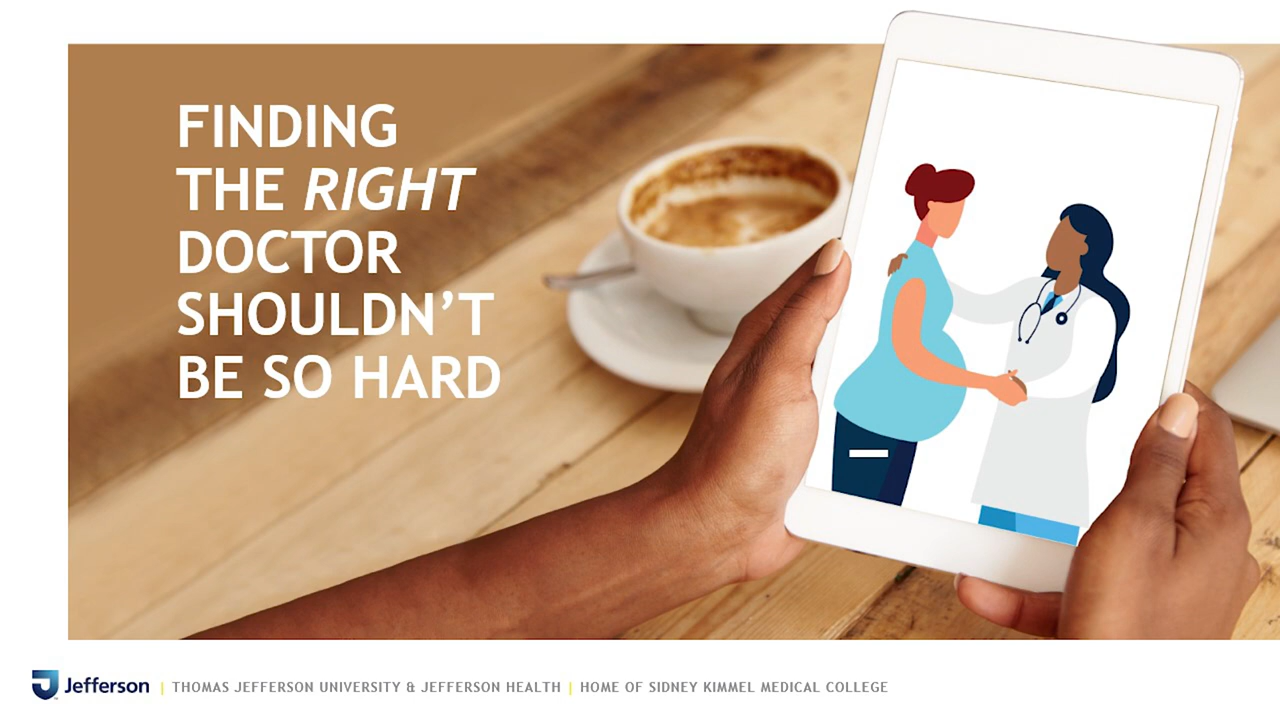 FINDING
THE RIGHT
DOCTOR
SHOULDN'T
BE SO HARD
Jefferson | THOMAS JEFFERSON UNIVERSITY & JEFFERSON HEALTH | HOME OF SIDNEY KIMMEL MEDICAL COLLEGE